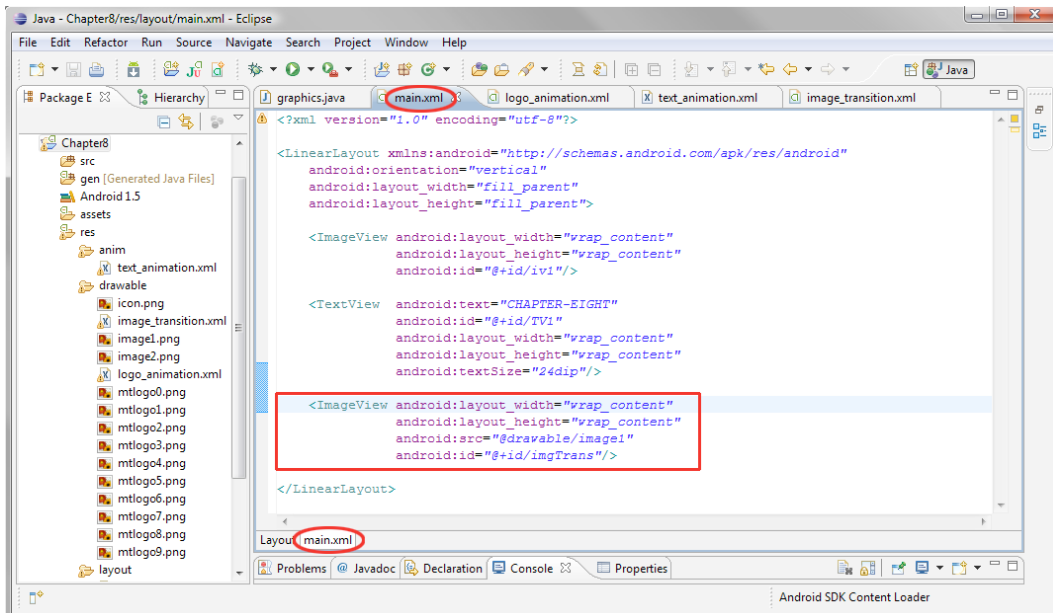 Java - Chapter8/res/layout/main.xml - Eclipse
File Edit Refactor Run Source Navigate Search Project Window Help
Java
Package E
Hierarchy
graphics.java
main.xml
logo_animation.xml
text_animation.xml
image_transition.xml
Chapter8
src
gen [Generated Java Files]
Android 1.5
assets
res
anim
text_animation.xml
drawable
icon.png
image_transition.xml
image1.png
image2.png
logo_animation.xml
mtlogo0.png
mtlogo1.png
mtlogo2.png
mtlogo3.png
mtlogo4.png
mtlogo5.png
mtlogo6.png
mtlogo7.png
mtlogo8.png
mtlogo9.png
layout
<?xml version="1.0" encoding="utf-8"?>
<LinearLayout xmlns:android="http://schemas.android.com/apk/res/android"
android:orientation="vertical"
android:layout_width="fill_parent"
android:layout_height="fill_parent">
<ImageView android:layout_width="wrap_content"
android:layout_height="wrap_content"
android:id="@+id/iv1"/>
<TextView android:text="CHAPTER-EIGHT"
android:id="@+id/TV1"
android:layout_width="wrap_content"
android:layout_height="wrap_content"
android:textSize="24dip"/>
<ImageView android:layout_width="wrap_content"
android:layout_height="wrap_content"
android:src="@drawable/image1"
android:id="@+id/imgTrans"/>
</LinearLayout>
Layout main.xml
Problems @ Javadoc Declaration Console Properties
Android SDK Content Loader